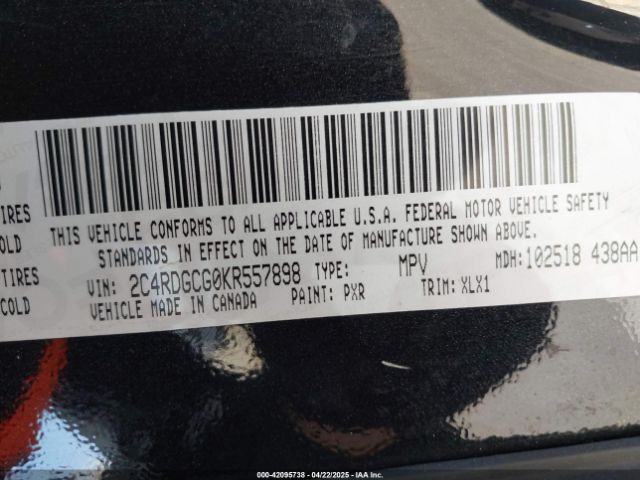 THIS VEHICLE CONFORMS TO ALL APPLICABLE U.S.A. FEDERAL MOTOR VEHICLE SAFETY
STANDARDS IN EFFECT ON THE DATE OF MANUFACTURE SHOWN ABOVE.
VIN: 2C4RDGCG0KR557898 TYPE: MPV MDH: 102518 438AA
VEHICLE MADE IN CANADA PAINT: PXR TRIM: XLX1
TIRES
COLD
TIRES
COLD
000-42095738 - 04/22/2025 - IAA Inc.